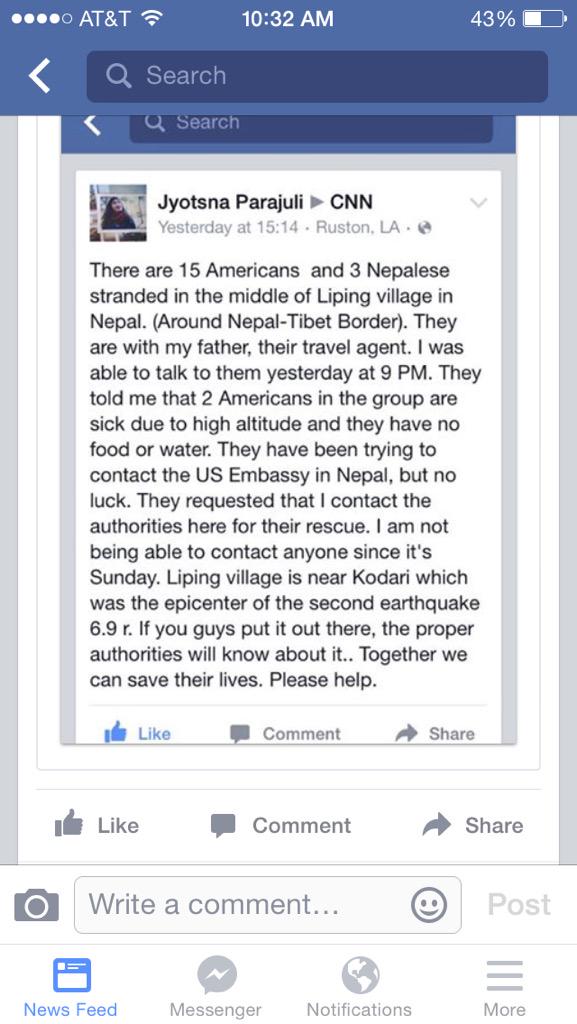 AT&T 10:32 AM 43%
Search
Search
Jyotsna Parajuli ▶ CNN
Yesterday at 15:14 · Ruston, LA ·
There are 15 Americans and 3 Nepalese
stranded in the middle of Liping village in
Nepal. (Around Nepal-Tibet Border). They
are with my father, their travel agent. I was
able to talk to them yesterday at 9 PM. They
told me that 2 Americans in the group are
sick due to high altitude and they have no
food or water. They have been trying to
contact the US Embassy in Nepal, but no
luck. They requested that I contact the
authorities here for their rescue. I am not
being able to contact anyone since it's
Sunday. Liping village is near Kodari which
was the epicenter of the second earthquake
6.9 r. If you guys put it out there, the proper
authorities will know about it.. Together we
can save their lives. Please help.
Like Comment Share
Like Comment Share
Write a comment... Post
News Feed Messenger Notifications More